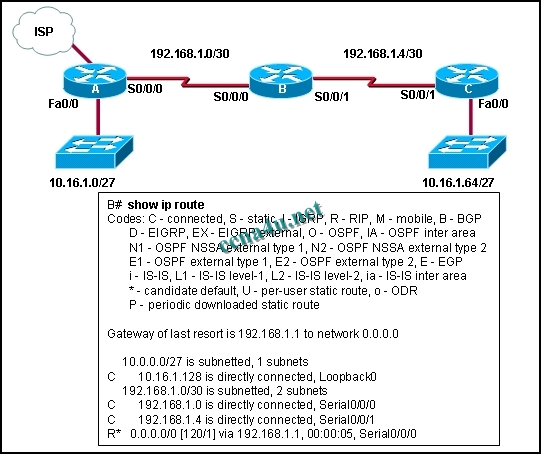 ISP
192.168.1.0/30
192.168.1.4/30
A
B
C
Fa0/0
S0/0/0
S0/0/0
S0/0/1
S0/0/1
Fa0/0
10.16.1.0/27
10.16.1.64/27
B# show ip route
Codes: C - connected, S - static, I - IGRP, R - RIP, M - mobile, B - BGP
D - EIGRP, EX - EIGRP external, O - OSPF, IA - OSPF inter area
N1 - OSPF NSSA external type 1, N2 - OSPF NSSA external type 2
E1 - OSPF external type 1, E2 - OSPF external type 2, E - EGP
i - IS-IS, L1 - IS-IS level-1, L2 - IS-IS level-2, ia - IS-IS inter area
* - candidate default, U - per-user static route, o - ODR
P - periodic downloaded static route
Gateway of last resort is 192.168.1.1 to network 0.0.0.0
10.0.0.0/27 is subnetted, 1 subnets
C 10.16.1.128 is directly connected, Loopback0
192.168.1.0/30 is subnetted, 2 subnets
C 192.168.1.0 is directly connected, Serial0/0/0
C 192.168.1.4 is directly connected, Serial0/0/1
R* 0.0.0.0/0 [120/1] via 192.168.1.1, 00:00:05, Serial0/0/0
ccna4u.net